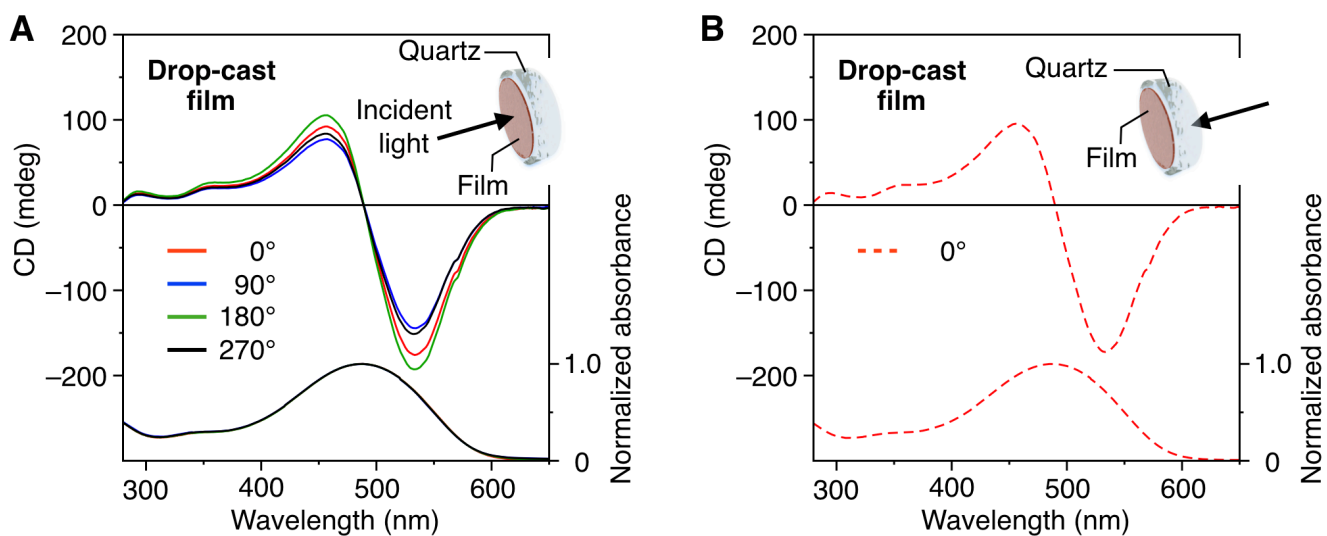 A
200
100
0
–100
–200
CD (mdeg)
Drop-cast
film
Quartz
Incident
light
Film
0°
90°
180°
270°
1.0
0
Normalized absorbance
300
400
500
600
Wavelength (nm)
B
200
100
0
–100
–200
CD (mdeg)
Drop-cast
film
Quartz
Film
0°
1.0
0
Normalized absorbance
300
400
500
600
Wavelength (nm)